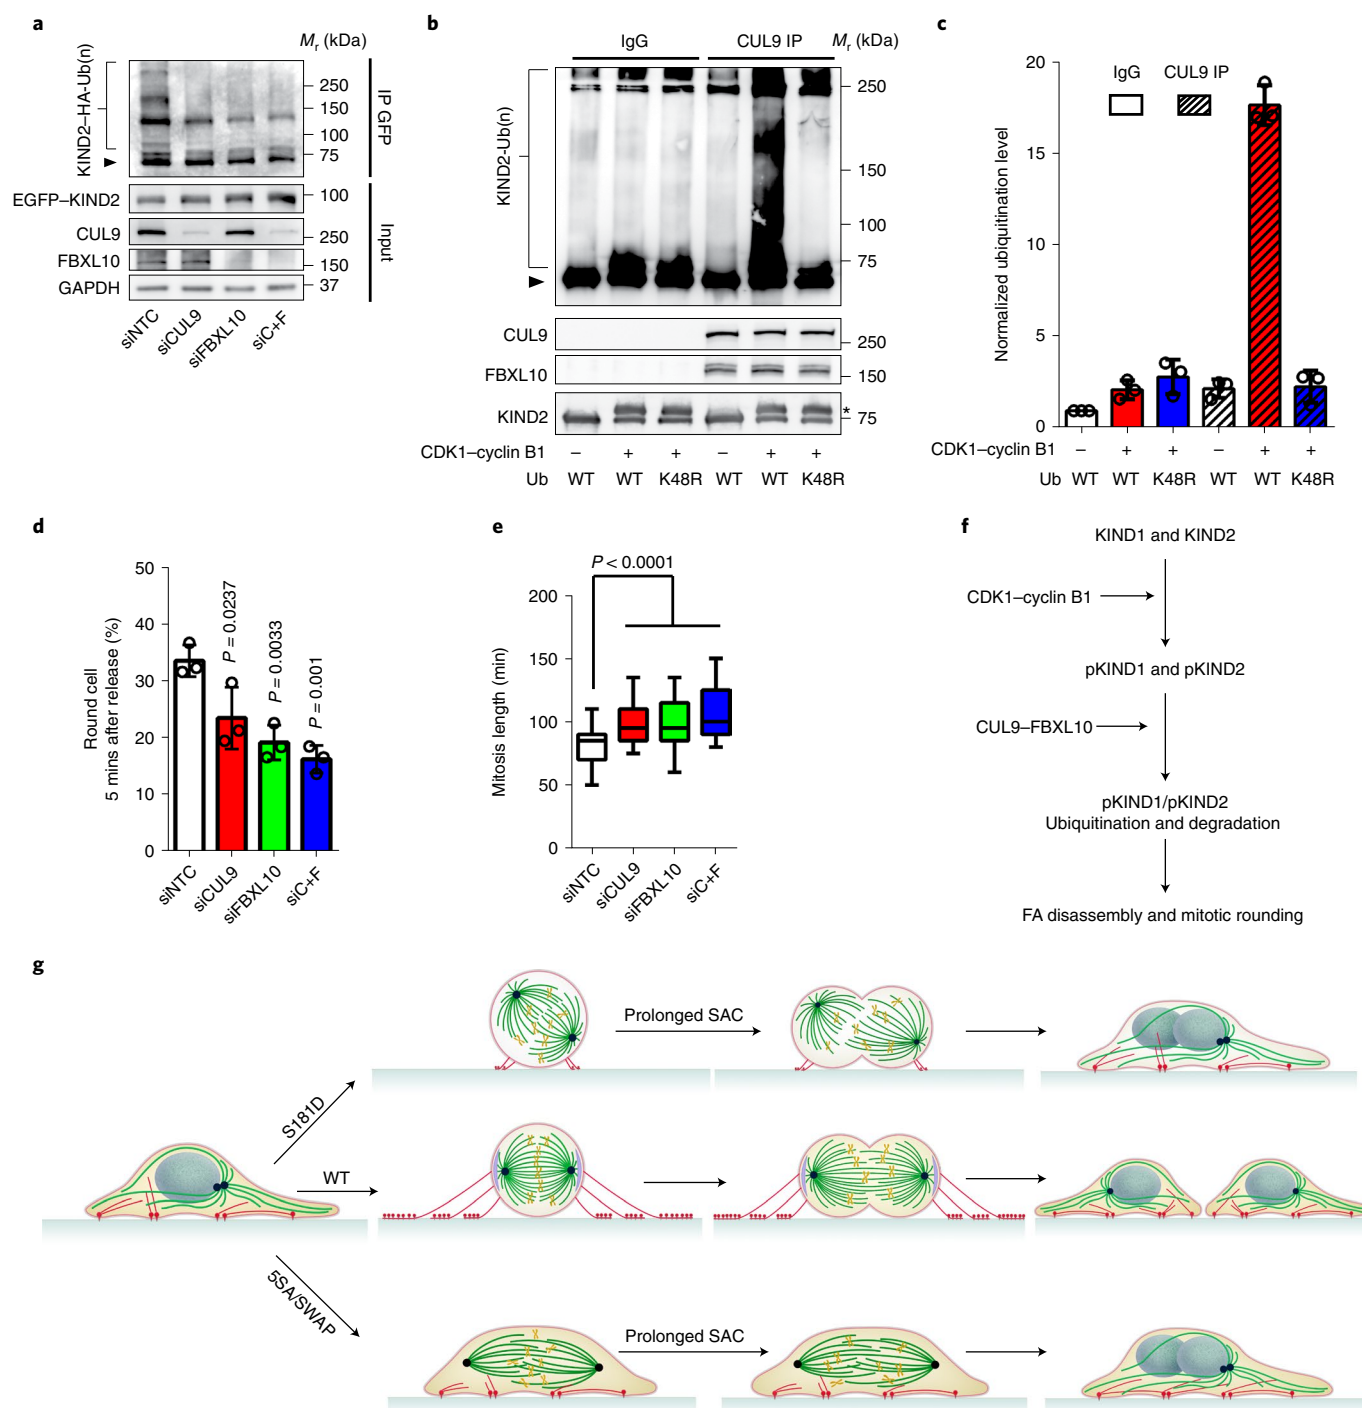 a
Mr (kDa)
KIND2–HA-Ub(n)
250
150
100
75
IP GFP
EGFP–KIND2
100
CUL9
250
FBXL10
150
GAPDH
37
Input
siNTC
siCUL9
siFBXL10
siC+F
b
IgG
CUL9 IP
Mr (kDa)
KIND2-Ub(n)
250
150
100
75
CUL9
250
FBXL10
150
KIND2
*
75
CDK1–cyclin B1 – + + – + +
Ub WT WT K48R WT WT K48R
c
Normalized ubiquitination level
20
15
10
5
0
IgG
CUL9 IP
CDK1–cyclin B1 – + + – + +
Ub WT WT K48R WT WT K48R
d
Round cell
5 mins after release (%)
50
40
30
20
10
0
P = 0.0237
P = 0.0033
P = 0.001
siNTC
siCUL9
siFBXL10
siC+F
e
P < 0.0001
Mitosis length (min)
200
150
100
50
0
siNTC
siCUL9
siFBXL10
siC+F
f
KIND1 and KIND2
CDK1–cyclin B1
pKIND1 and pKIND2
CUL9–FBXL10
pKIND1/pKIND2
Ubiquitination and degradation
FA disassembly and mitotic rounding
g
S181D
Prolonged SAC
WT
5SA/SWAP
Prolonged SAC